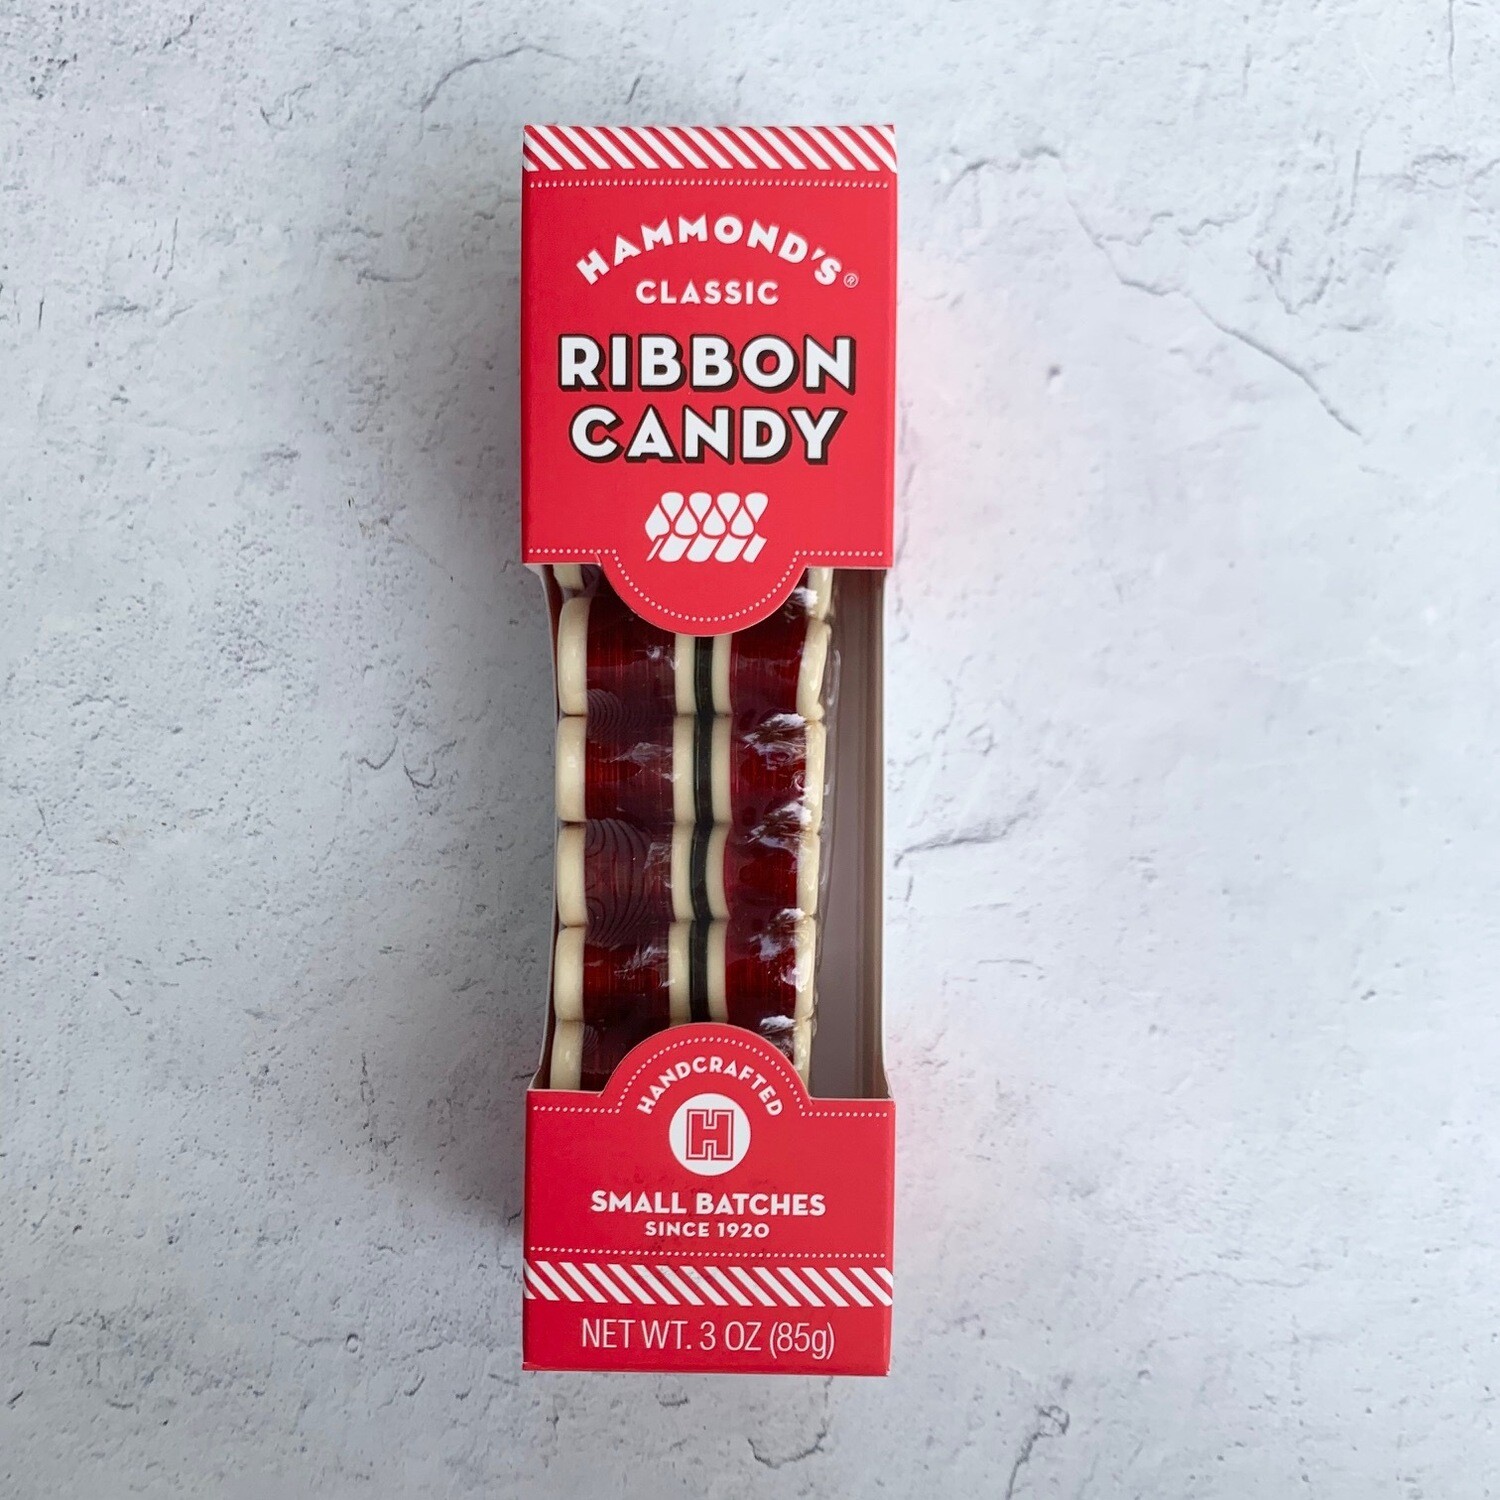 HAMMOND'S®
CLASSIC
RIBBON
CANDY
HANDCRAFTED
H
SMALL BATCHES
SINCE 1920
NET WT. 3 OZ (85g)